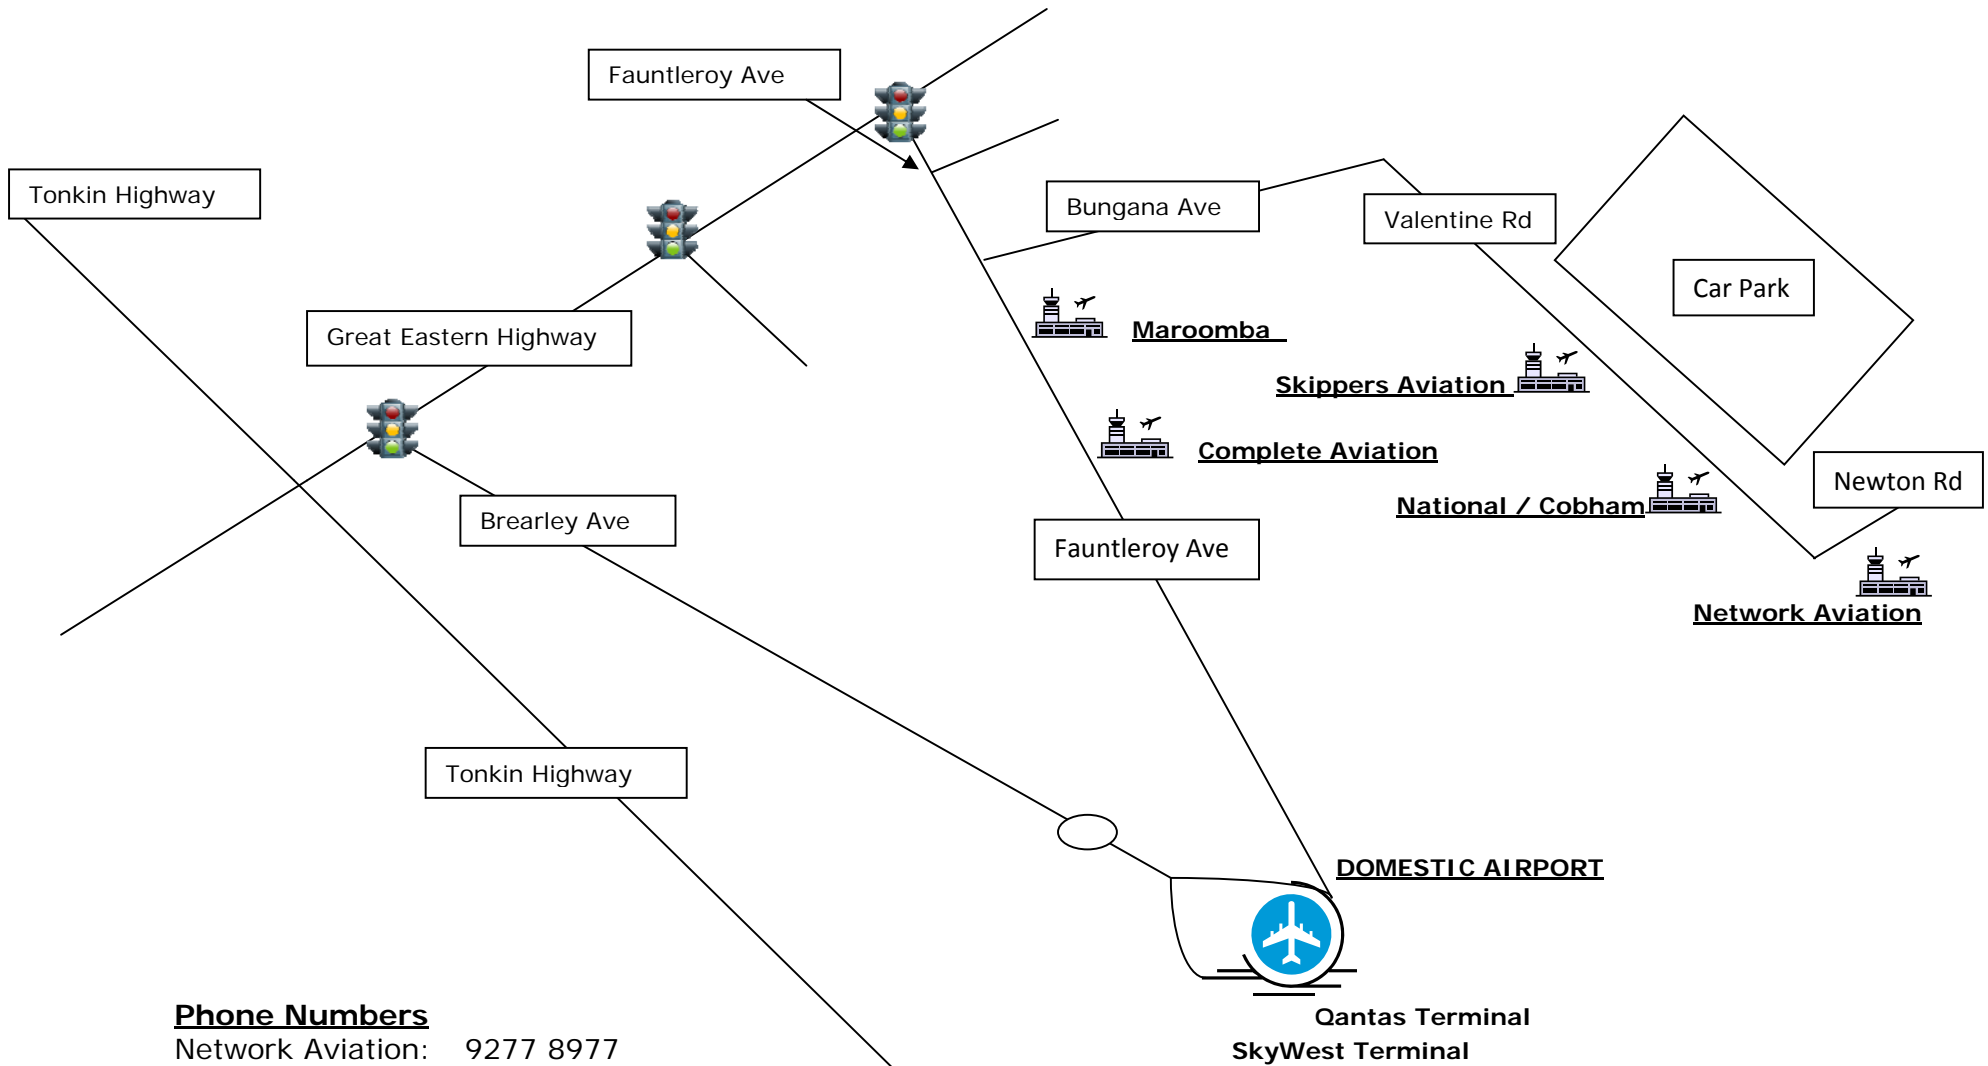 Fauntleroy Ave
Tonkin Highway
Bungana Ave
Valentine Rd
Car Park
Great Eastern Highway
Maroomba
Skippers Aviation
Complete Aviation
Newton Rd
National / Cobham
Brearley Ave
Fauntleroy Ave
Network Aviation
Tonkin Highway
DOMESTIC AIRPORT
Phone Numbers
Qantas Terminal
Network Aviation: 9277 8977
SkyWest Terminal